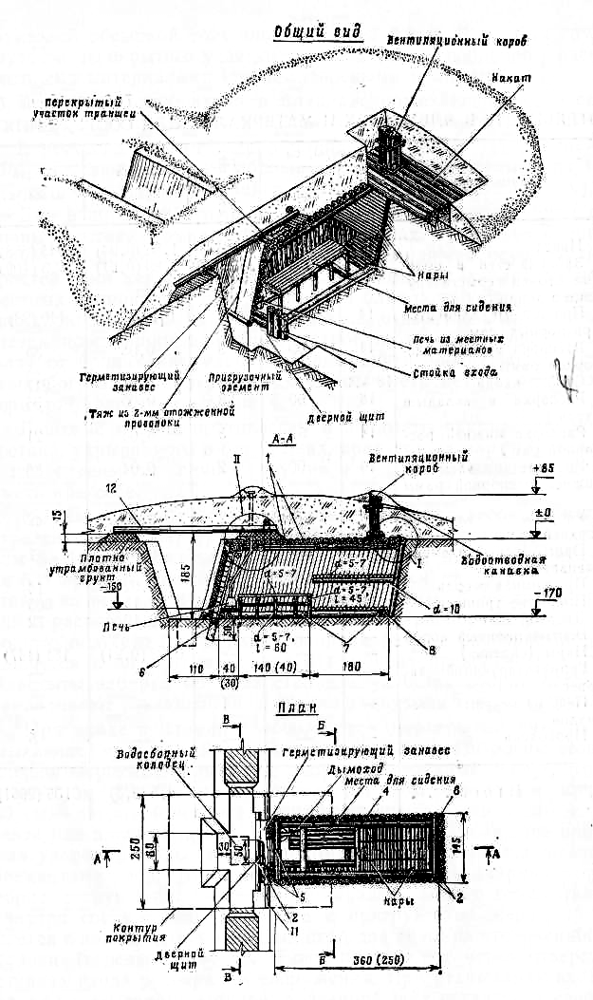 Общий вид
Вентиляционный короб
Накат
Перекрытый
участок траншеи
Нары
Места для сидения
Печь из местных
материалов
Стойка входа
Герметизирующий
занавес
Пригрузочный
элемент
Тяж из 2-мм отожженной
проволоки
Дверной щит
А-А
II
1
Вентиляционный
короб
+85
12
15
±0
Плотно
утрамбованный
грунт
185
d=5-7
I
Водоотводная
канавка
-150
d=5-7
l=45
d=10
-170
Печь
50
d=5-7,
l=60
6
7
8
110
40
(30)
140 (40)
180
План
В
Б
Водосборный
колодец
Герметизирующий занавес
Дымоход
Места для сидения
4
6
250
80
30
50
145
А
А
5
Нары
2
2
11
Контур
покрытия
Дверной
щит
В
Б
360 (250)